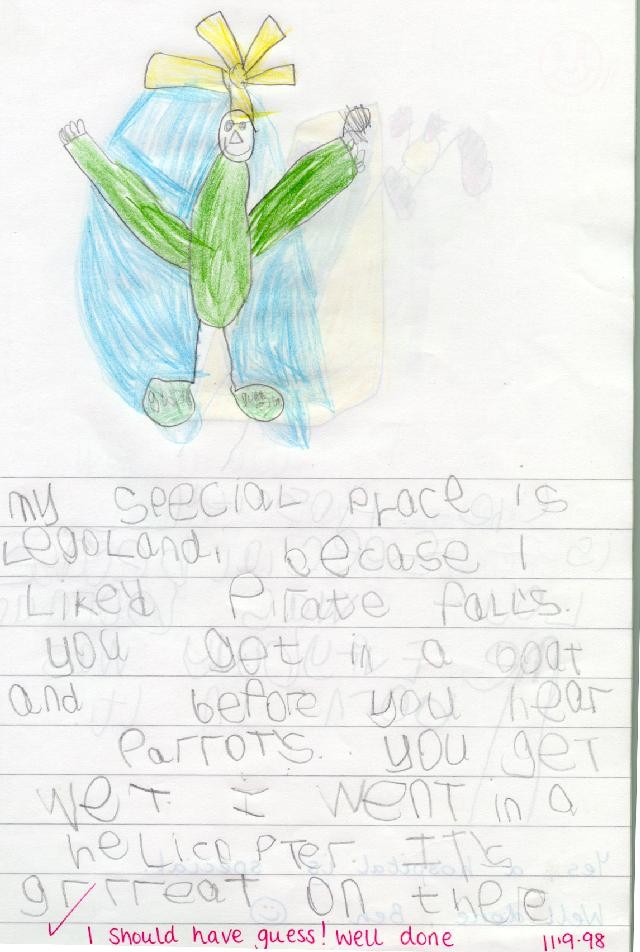 my special place is
Legoland, becase I
Liked Pirate falls.
you get in a boat
and before you hear
Parrots. you get
wet. I went in a
helicopter It's
grrreat on there
I should have guess! Well done 11.9.98